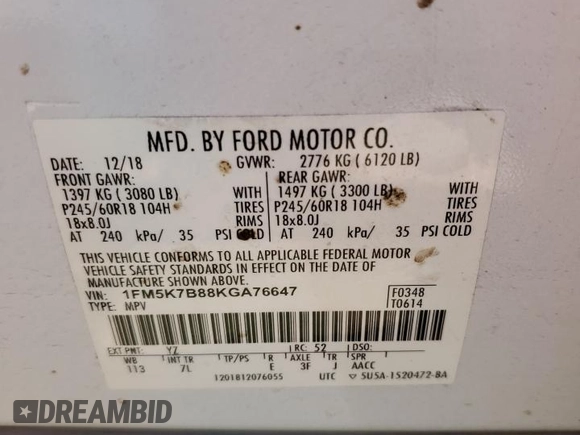 MFD. BY FORD MOTOR CO.
DATE: 12/18 GVWR: 2776 KG ( 6120 LB)
FRONT GAWR: REAR GAWR:
1397 KG ( 3080 LB) WITH 1497 KG ( 3300 LB) WITH
P245/60R18 104H TIRES P245/60R18 104H TIRES
18x8.0J RIMS 18x8.0J RIMS
AT 240 kPa/ 35 PSI COLD AT 240 kPa/ 35 PSI COLD
THIS VEHICLE CONFORMS TO ALL APPLICABLE FEDERAL MOTOR
VEHICLE SAFETY AND THEFT PREVENTION STANDARDS IN EFFECT ON THE DATE OF
MANUFACTURE SHOWN ABOVE.
VIN: 1FM5K7B88KGA76647 F0348
TYPE: MPV T0614
EXT PNT: YZ RC: 52 DSO:
WB INT TR TP/PS R AXLE TR SPR
113 7L E 3F J AACC
1201812076055 UTC 5USA-1520472-BA
DREAMBID